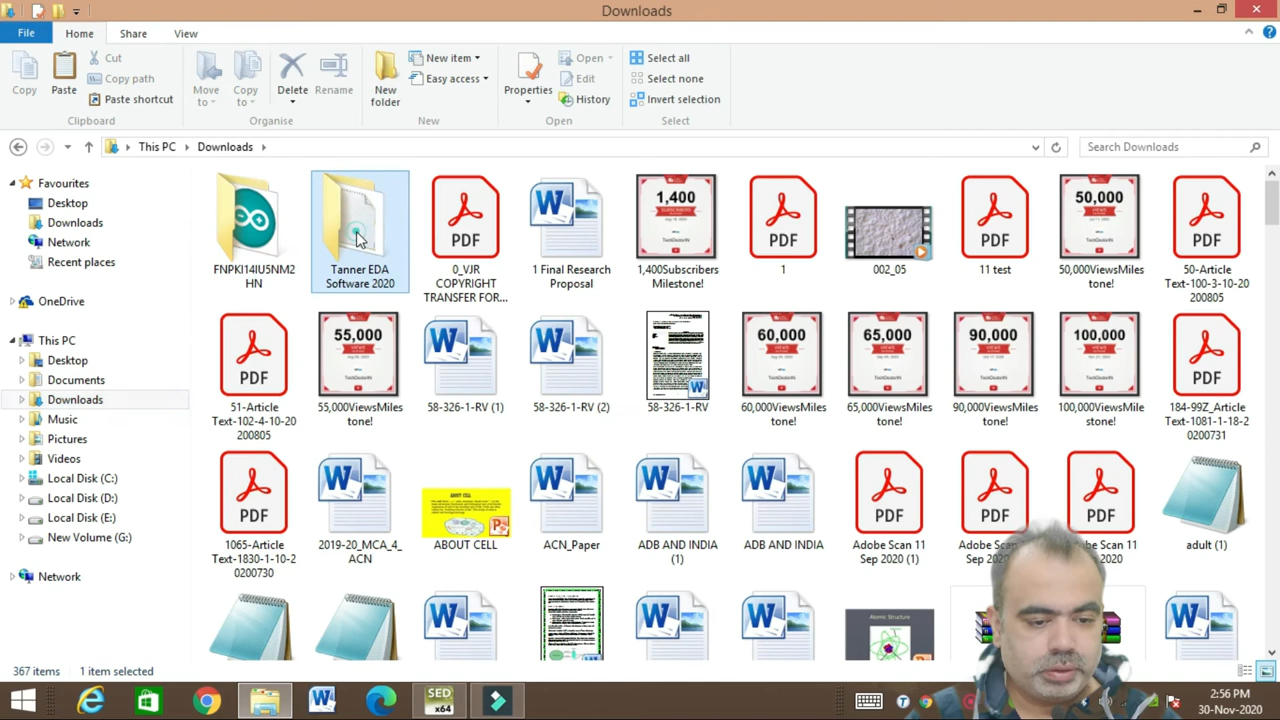 Downloads
File Home Share View
Copy
Paste
Cut
Copy path
Paste shortcut
Move to
Copy to
Delete
Rename
New folder
New item
Easy access
Properties
Open
Edit
History
Select all
Select none
Invert selection
Clipboard Organise New Open Select
This PC Downloads
Search Downloads
Favourites
Desktop
Downloads
Network
Recent places
OneDrive
This PC
Desktop
Documents
Downloads
Music
Pictures
Videos
Local Disk (C:)
Local Disk (D:)
Local Disk (E:)
New Volume (G:)
Network
FNPKI14IU5NM2
HN
Tanner EDA
Software 2020
PDF
0_VJR
COPYRIGHT
TRANSFER FOR...
1 Final Research
Proposal
1,400
1,400Subscribers
Milestone!
PDF
1
002_05
PDF
11 test
50,000
50,000ViewsMiles
tone!
PDF
50-Article
Text-100-3-10-20
200805
PDF
51-Article
Text-102-4-10-20
200805
55,000
55,000ViewsMiles
tone!
58-326-1-RV (1)
58-326-1-RV (2)
58-326-1-RV
60,000
60,000ViewsMiles
tone!
65,000
65,000ViewsMiles
tone!
90,000
90,000ViewsMiles
tone!
100,000
100,000ViewsMile
stone!
PDF
184-99Z_Article
Text-1081-1-18-2
0200731
PDF
1065-Article
Text-1830-1-10-2
0200730
2019-20_MCA_4_
ACN
ABOUT CELL
ABOUT CELL
ACN_Paper
ADB AND INDIA
(1)
ADB AND INDIA
PDF
Adobe Scan 11
Sep 2020 (1)
PDF
PDF
adult (1)
Atomic Structure
367 items 1 item selected
SED
x64
2:56 PM
30-Nov-2020